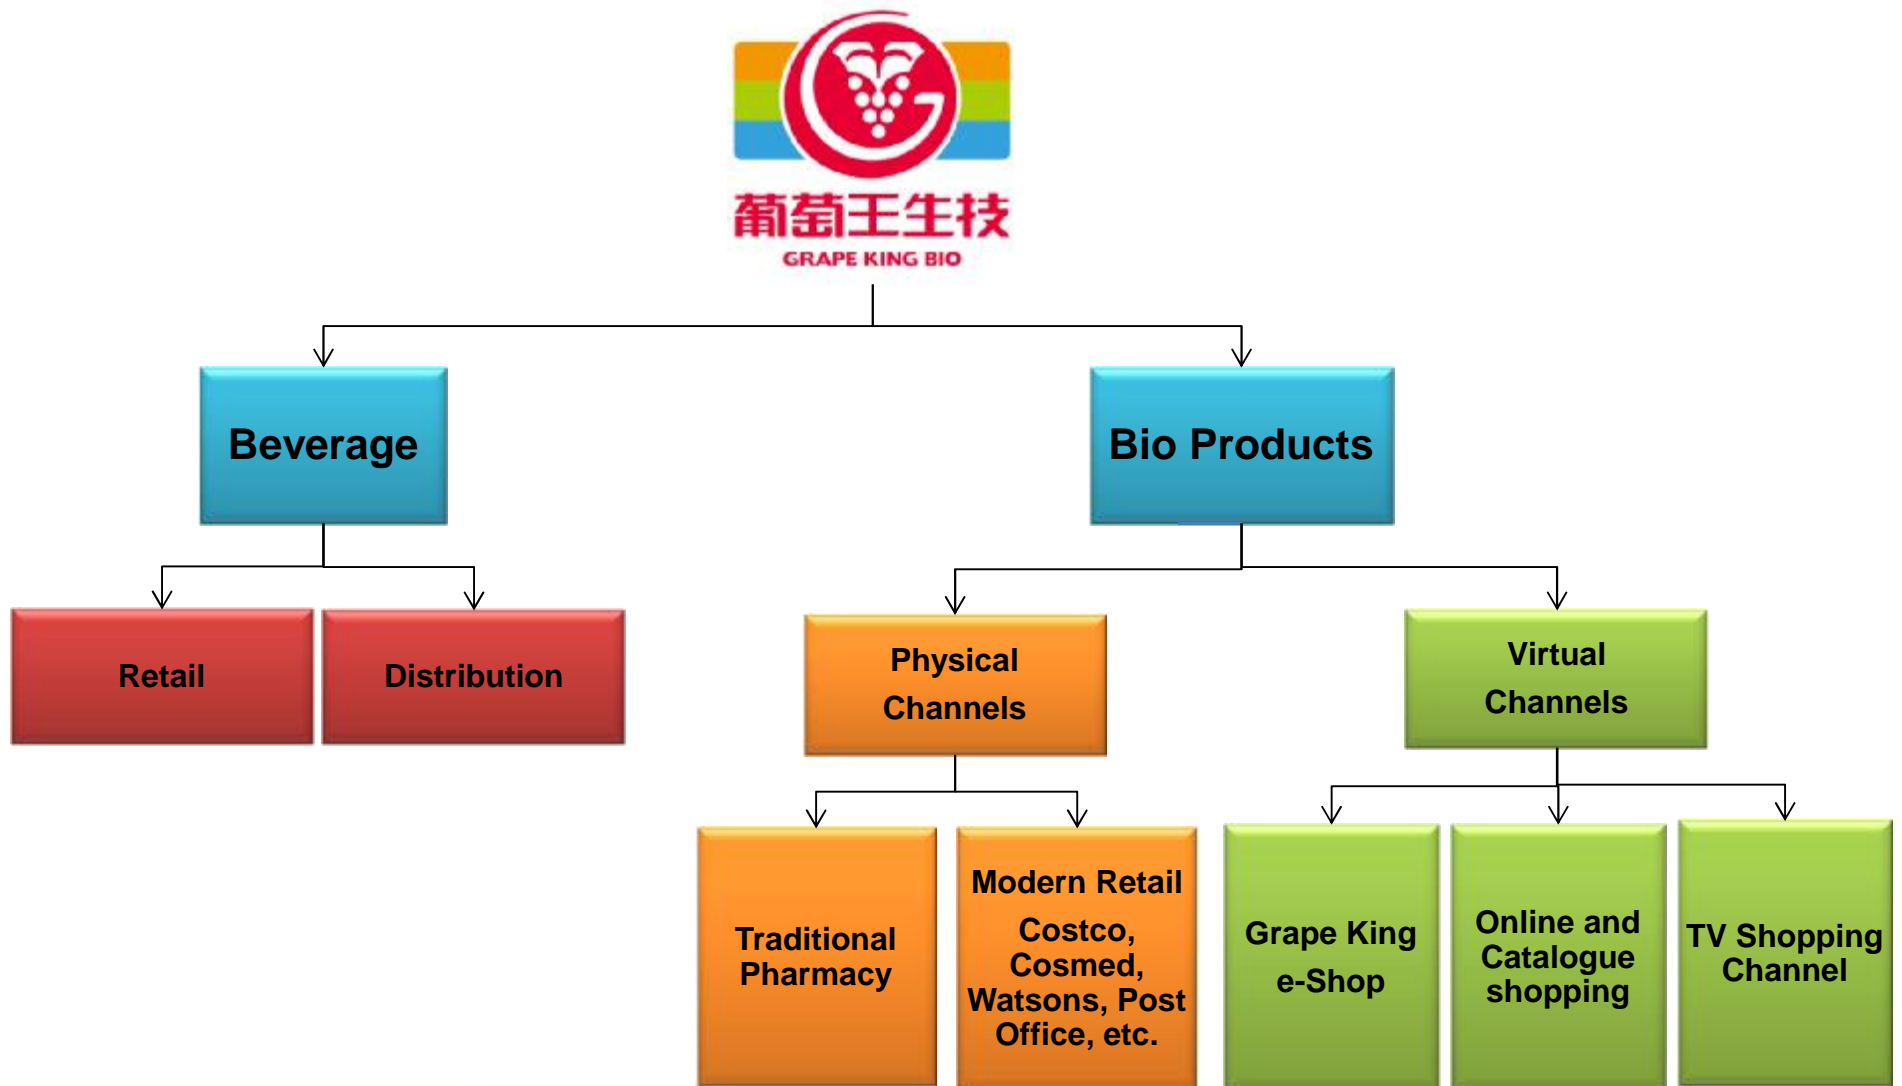 葡萄王生技
GRAPE KING BIO
Beverage
Bio Products
Retail
Distribution
Physical
Channels
Virtual
Channels
Traditional
Pharmacy
Modern Retail
Costco,
Cosmed,
Watsons, Post
Office, etc.
Grape King
e-Shop
Online and
Catalogue
shopping
TV Shopping
Channel